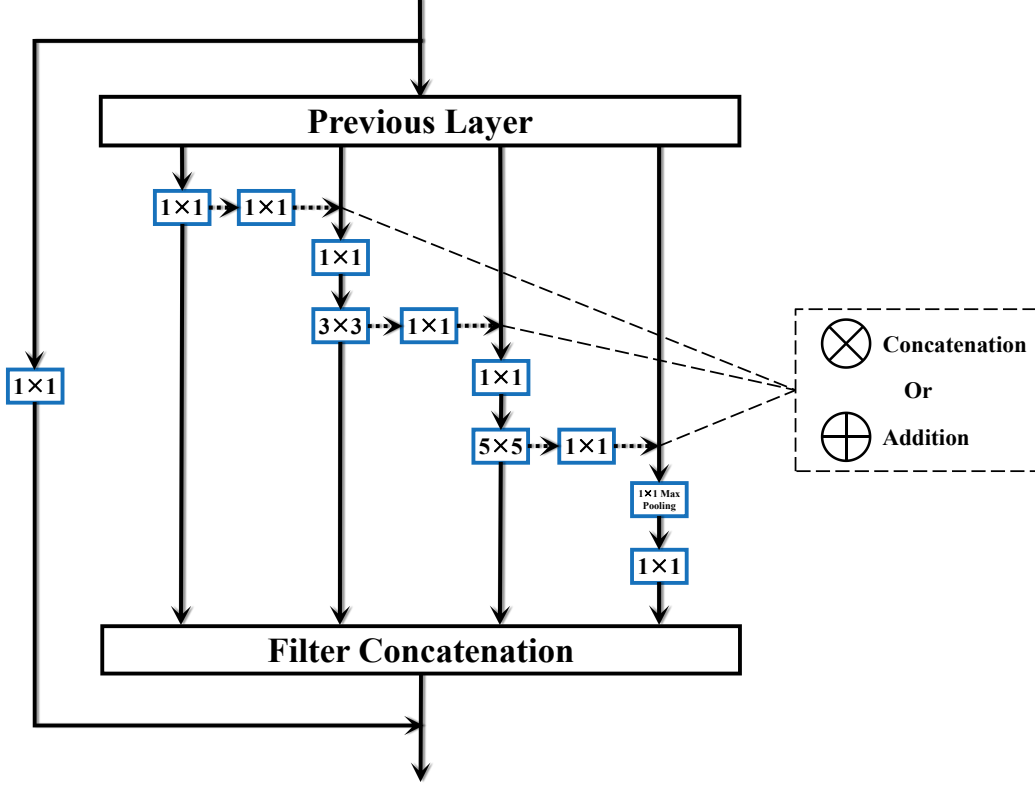 Previous Layer
1×1 1×1
1×1
3×3 1×1
Concatenation
1×1
1×1
Or
5×5 1×1
Addition
1×1 Max
Pooling
1×1
Filter Concatenation